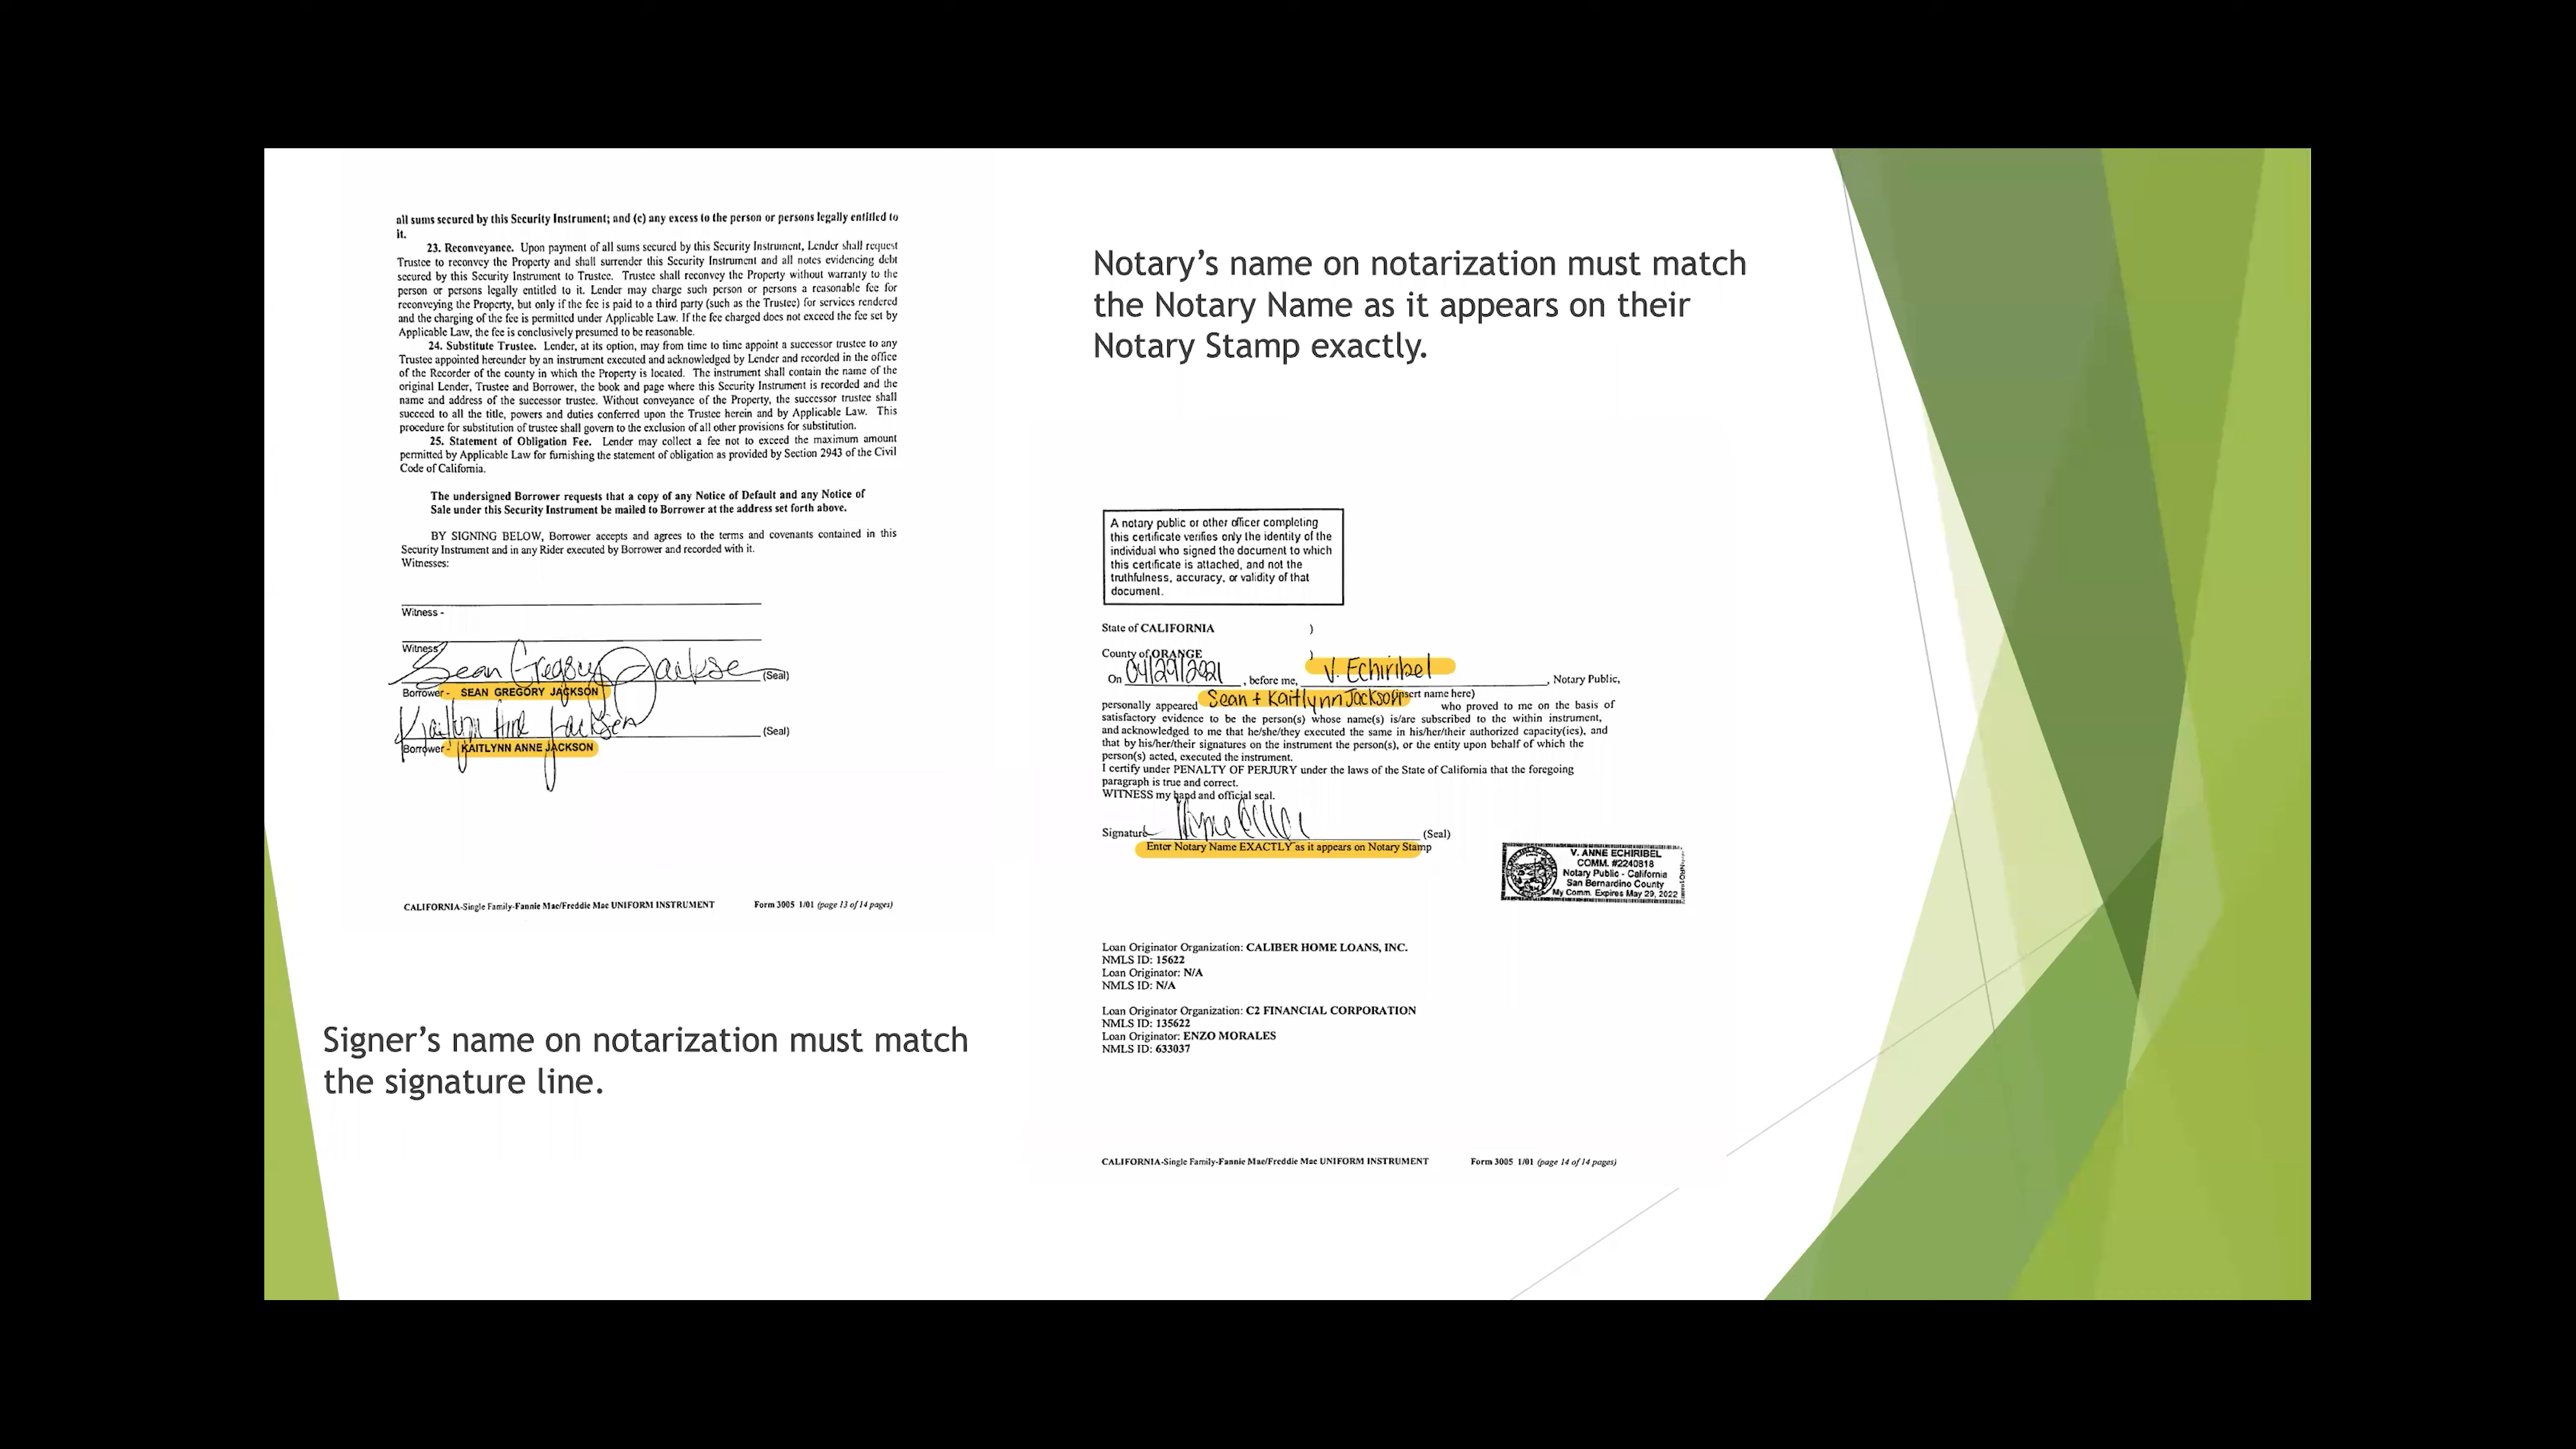 all sums secured by this Security Instrument; and (c) any excess to the person or persons legally entitled to
it.
23. Reconveyance. Upon payment of all sums secured by this Security Instrument, Lender shall request
Trustee to reconvey the Property and shall surrender this Security Instrument and all notes evidencing debt
secured by this Security Instrument to Trustee. Trustee shall reconvey the Property without warranty to the
person or persons legally entitled to it. Lender may charge such person or persons a reasonable fee for
reconveying the Property, but only if the fee is paid to a third party (such as the Trustee) for services rendered
and the charging of the fee is permitted under Applicable Law. If the fee charged does not exceed the fee set by
Applicable Law, the fee is conclusively presumed to be reasonable.
24. Substitute Trustee. Lender, at its option, may from time to time appoint a successor trustee to any
Trustee appointed hereunder by an instrument executed and acknowledged by Lender and recorded in the office
of the Recorder of the county in which the Property is located. The instrument shall contain the name of the
original Lender, Trustee and Borrower, the book and page where this Security Instrument is recorded and the
name and address of the successor trustee. Without conveyance of the Property, the successor trustee shall
succeed to all the title, powers and duties conferred upon the Trustee herein and by Applicable Law. This
procedure for substitution of trustee shall govern to the exclusion of all other provisions for substitution.
25. Statement of Obligation Fee. Lender may collect a fee not to exceed the maximum amount
permitted by Applicable Law for furnishing the statement of obligation as provided by Section 2943 of the Civil
Code of California.
The undersigned Borrower requests that a copy of any Notice of Default and any Notice of
Sale under this Security Instrument be mailed to Borrower at the address set forth above.
BY SIGNING BELOW, Borrower accepts and agrees to the terms and covenants contained in this
Security Instrument and in any Rider executed by Borrower and recorded with it.
Witnesses:
Witness -
Witness
Sean Gregory Jackson (Seal)
Borrower - SEAN GREGORY JACKSON
Kaitlynn Anne Jackson (Seal)
Borrower - KAITLYNN ANNE JACKSON
CALIFORNIA-Single Family-Fannie Mae/Freddie Mac UNIFORM INSTRUMENT Form 3005 1/01 (page 13 of 14 pages)
Signer's name on notarization must match
the signature line.
Notary's name on notarization must match
the Notary Name as it appears on their
Notary Stamp exactly.
A notary public or other officer completing
this certificate verifies only the identity of the
individual who signed the document to which
this certificate is attached, and not the
truthfulness, accuracy, or validity of that
document.
State of CALIFORNIA )
County of ORANGE )
On 04/29/2021, before me, V. Echiribel, Notary Public,
(insert name here)
personally appeared Sean + Kaitlynn Jackson who proved to me on the basis of
satisfactory evidence to be the person(s) whose name(s) is/are subscribed to the within instrument,
and acknowledged to me that he/she/they executed the same in his/her/their authorized capacity(ies), and
that by his/her/their signatures on the instrument the person(s), or the entity upon behalf of which the
person(s) acted, executed the instrument.
I certify under PENALTY OF PERJURY under the laws of the State of California that the foregoing
paragraph is true and correct.
WITNESS my hand and official seal.
Signature (Seal)
Enter Notary Name EXACTLY as it appears on Notary Stamp
V. ANNE ECHIRIBEL
COMM. #2240818
Notary Public - California
San Bernardino County
My Comm. Expires May 29, 2022
Loan Originator Organization: CALIBER HOME LOANS, INC.
NMLS ID: 15622
Loan Originator: N/A
NMLS ID: N/A
Loan Originator Organization: C2 FINANCIAL CORPORATION
NMLS ID: 135622
Loan Originator: ENZO MORALES
NMLS ID: 633037
CALIFORNIA-Single Family-Fannie Mae/Freddie Mac UNIFORM INSTRUMENT Form 3005 1/01 (page 14 of 14 pages)